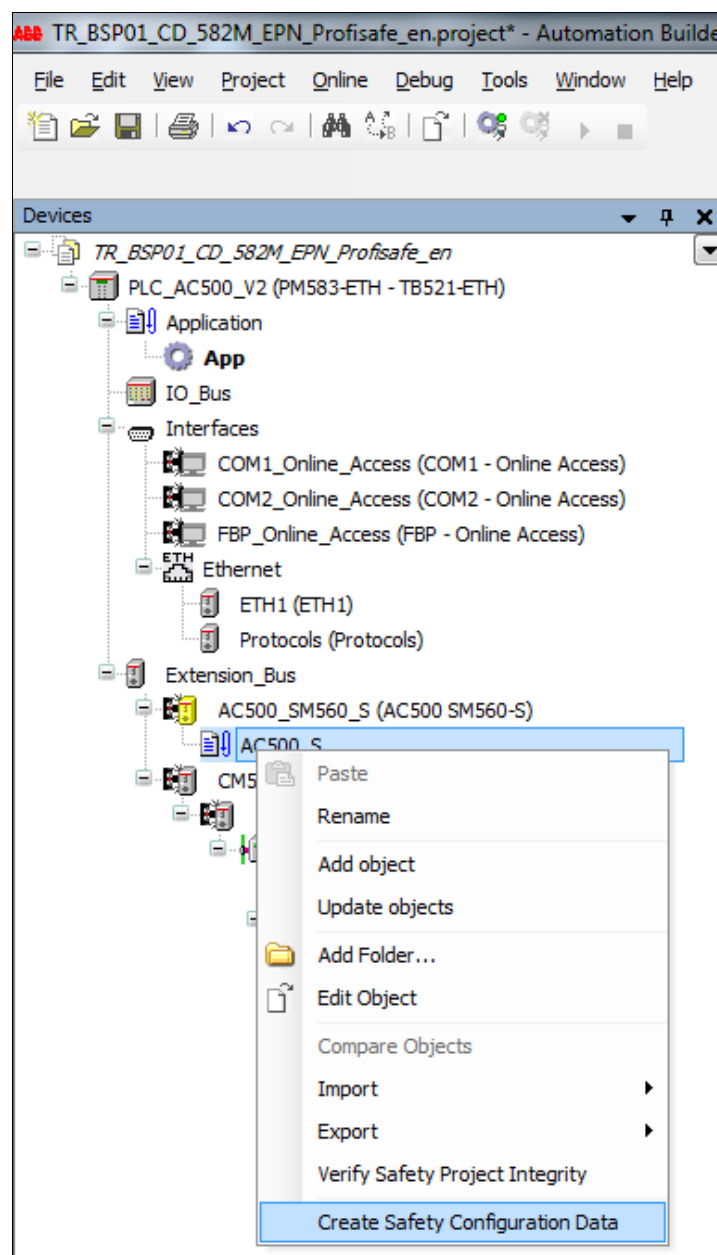 ABB TR_BSP01_CD_582M_EPN_Profisafe_en.project* - Automation Builde
File Edit View Project Online Debug Tools Window Help
Devices
TR_BSP01_CD_582M_EPN_Profisafe_en
PLC_AC500_V2 (PM583-ETH - TB521-ETH)
Application
App
IO_Bus
Interfaces
COM1_Online_Access (COM1 - Online Access)
COM2_Online_Access (COM2 - Online Access)
FBP_Online_Access (FBP - Online Access)
ETH Ethernet
ETH1 (ETH1)
Protocols (Protocols)
Extension_Bus
AC500_SM560_S (AC500 SM560-S)
AC500_S
CM5
Paste
Rename
Add object
Update objects
Add Folder...
Edit Object
Compare Objects
Import
Export
Verify Safety Project Integrity
Create Safety Configuration Data